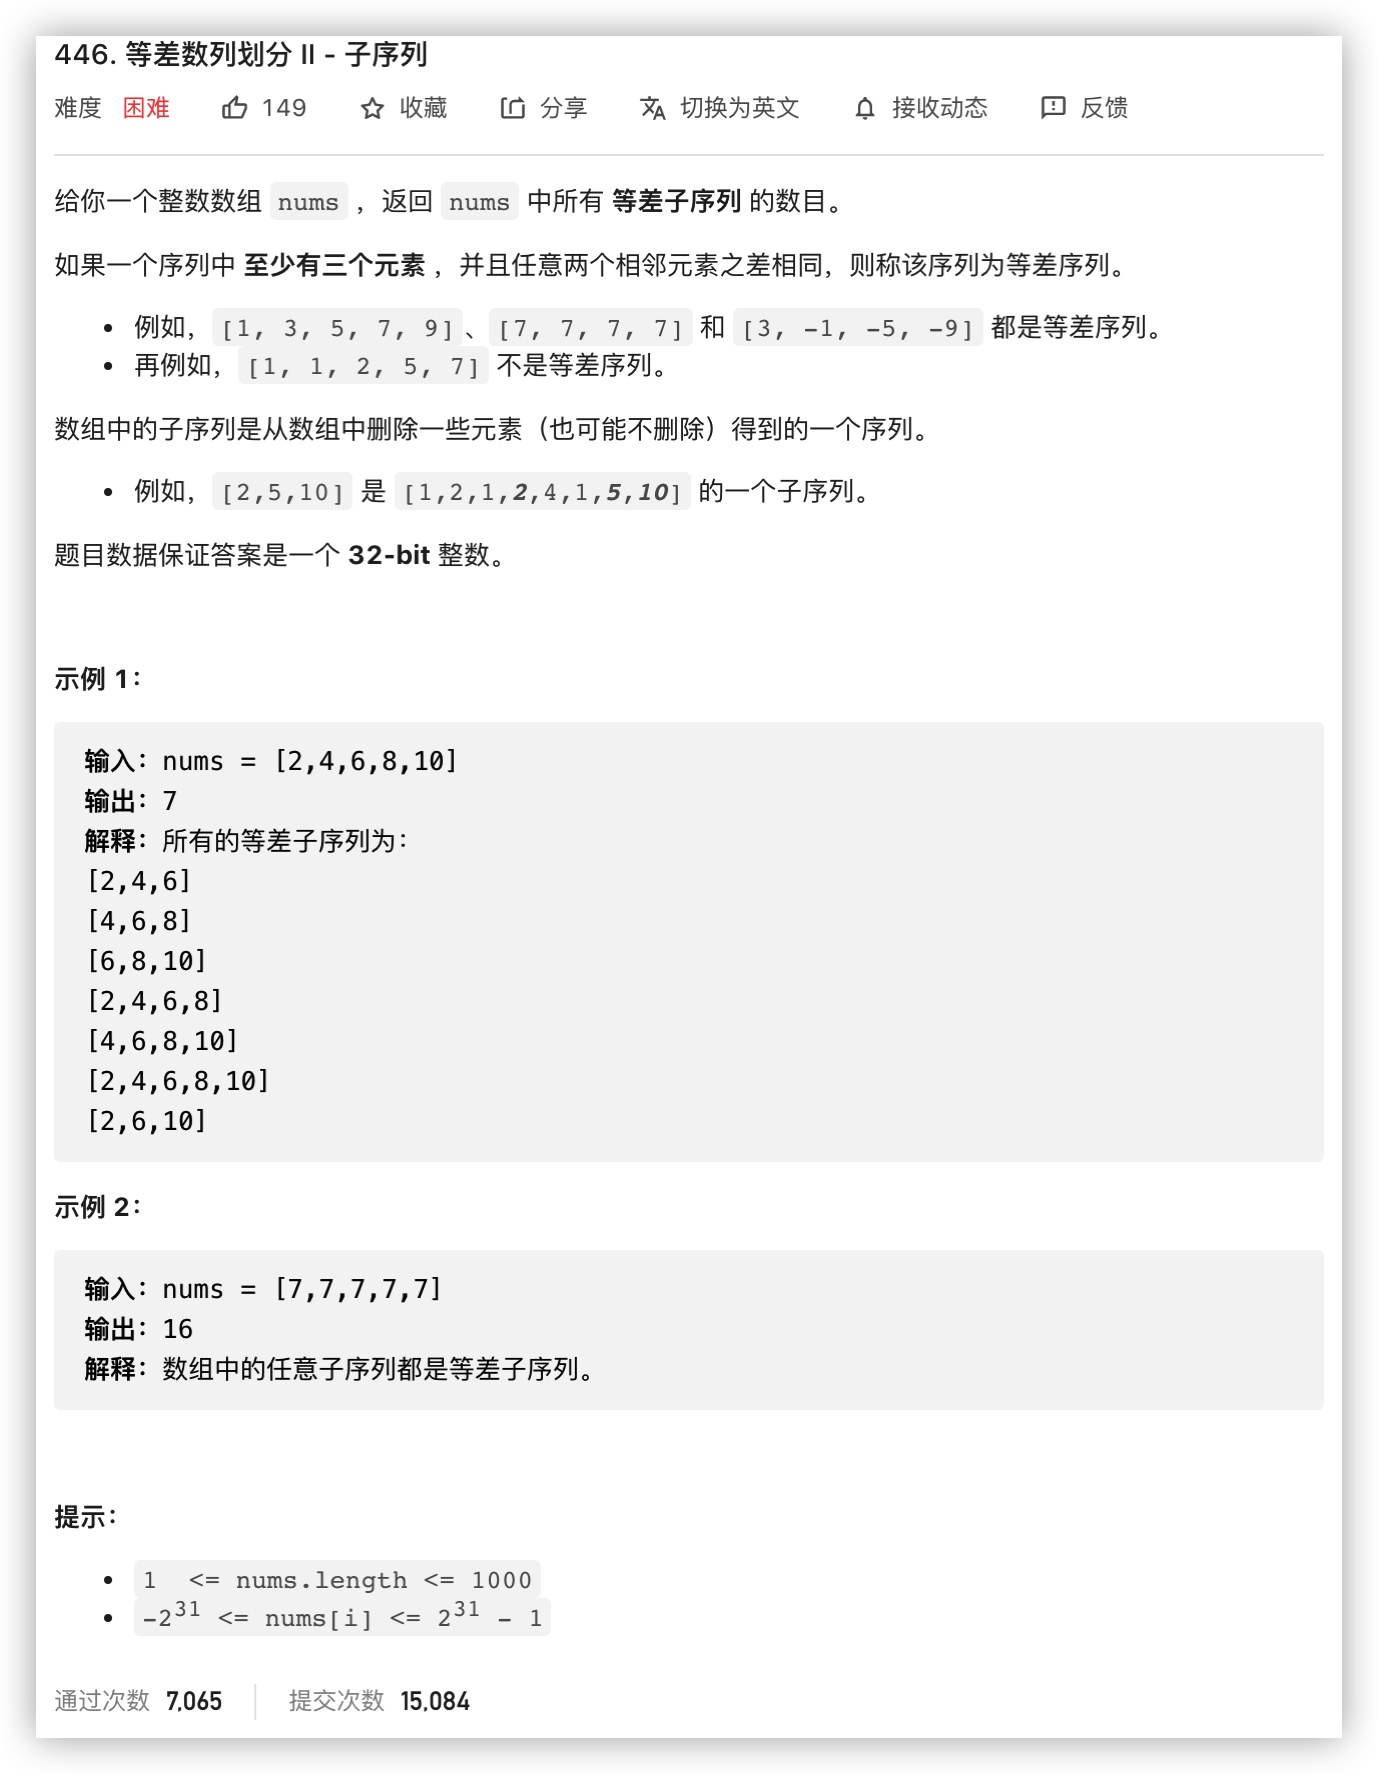 446. 等差数列划分 II - 子序列
难度 困难 149 收藏 分享 切换为英文 接收动态 反馈
给你一个整数数组 nums ，返回 nums 中所有 等差子序列 的数目。
如果一个序列中 至少有三个元素 ，并且任意两个相邻元素之差相同，则称该序列为等差序列。
• 例如，[1, 3, 5, 7, 9]、[7, 7, 7, 7] 和 [3, -1, -5, -9] 都是等差序列。
• 再例如，[1, 1, 2, 5, 7] 不是等差序列。
数组中的子序列是从数组中删除一些元素（也可能不删除）得到的一个序列。
• 例如，[2,5,10] 是 [1,2,1,2,4,1,5,10] 的一个子序列。
题目数据保证答案是一个 32-bit 整数。
示例 1：
输入：nums = [2,4,6,8,10]
输出：7
解释：所有的等差子序列为：
[2,4,6]
[4,6,8]
[6,8,10]
[2,4,6,8]
[4,6,8,10]
[2,4,6,8,10]
[2,6,10]
示例 2：
输入：nums = [7,7,7,7,7]
输出：16
解释：数组中的任意子序列都是等差子序列。
提示：
• 1 <= nums.length <= 1000
• -2³¹ <= nums[i] <= 2³¹ - 1
通过次数 7,065 提交次数 15,084